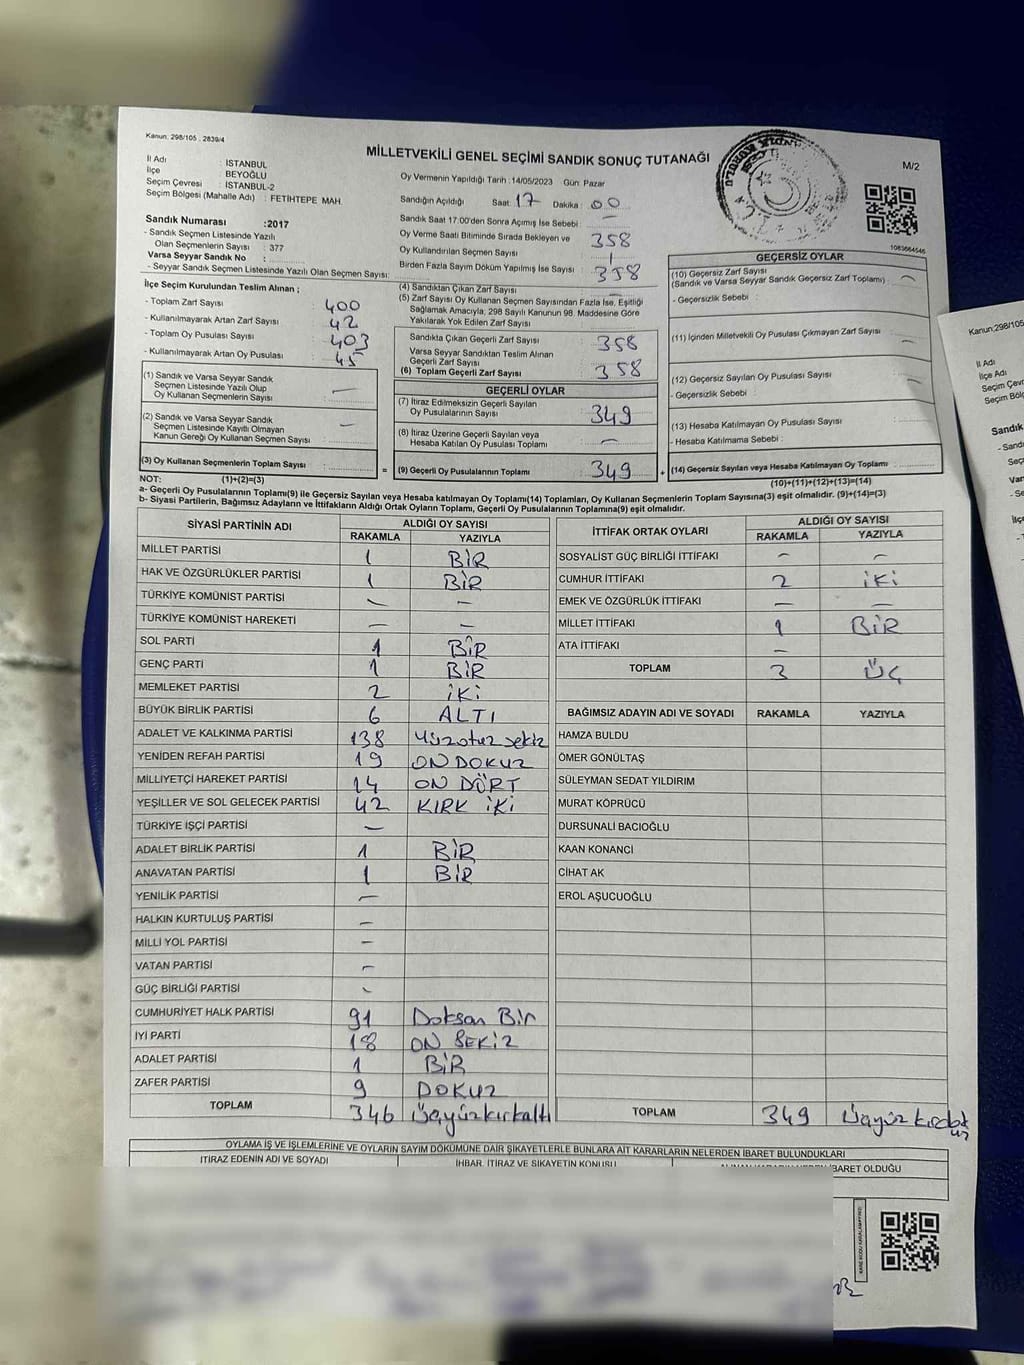 Kanun; 298/105 , 2839/4
MİLLETVEKİLİ GENEL SEÇİMİ SANDIK SONUÇ TUTANAĞI
M/2
İl Adı : İSTANBUL
İlçe : BEYOĞLU
Seçim Çevresi : İSTANBUL-2
Seçim Bölgesi (Mahalle Adı) : FETİHTEPE MAH.
Oy Vermenin Yapıldığı Tarih :14/05/2023 Gün: Pazar
Sandığın Açıldığı Saat: 17 Dakika: 00
Sandık Saat 17:00'den Sonra Açılmış İse Sebebi : —
Oy Verme Saati Bitiminde Sırada Bekleyen ve
Oy Kullandırılan Seçmen Sayısı : 358
Birden Fazla Sayım Döküm Yapılmış İse Sayısı : 1
358
Sandık Numarası :2017
- Sandık Seçmen Listesinde Yazılı
Olan Seçmenlerin Sayısı : 377
Varsa Seyyar Sandık No :
- Seyyar Sandık Seçmen Listesinde Yazılı Olan Seçmen Sayısı:
İlçe Seçim Kurulundan Teslim Alınan ;
- Toplam Zarf Sayısı : 400
- Kullanılmayarak Artan Zarf Sayısı : 42
- Toplam Oy Pusulası Sayısı : 403
- Kullanılmayarak Artan Oy Pusulası : 45
(1) Sandık ve Varsa Seyyar Sandık
Seçmen Listesinde Yazılı Olup
Oy Kullanan Seçmenlerin Sayısı : —
(2) Sandık ve Varsa Seyyar Sandık
Seçmen Listesinde Kayıtlı Olmayan
Kanun Gereği Oy Kullanan Seçmen Sayısı : —
(3) Oy Kullanan Seçmenlerin Toplam Sayısı :
(1)+(2)=(3)
(4) Sandıktan Çıkan Zarf Sayısı :
(5) Zarf Sayısı Oy Kullanan Seçmen Sayısından Fazla İse, Eşitliği
Sağlamak Amacıyla; 298 Sayılı Kanunun 98. Maddesine Göre
Yakılarak Yok Edilen Zarf Sayısı : —
Sandıkta Çıkan Geçerli Zarf Sayısı : 358
Varsa Seyyar Sandıktan Teslim Alınan
Geçerli Zarf Sayısı :
(6) Toplam Geçerli Zarf Sayısı : 358
GEÇERLİ OYLAR
(7) İtiraz Edilmeksizin Geçerli Sayılan
Oy Pusulalarının Sayısı : 349
(8) İtiraz Üzerine Geçerli Sayılan veya
Hesaba Katılan Oy Pusulası Toplamı : —
= (9) Geçerli Oy Pusulalarının Toplamı : 349
1083664546
GEÇERSİZ OYLAR
(10) Geçersiz Zarf Sayısı
(Sandık ve Varsa Seyyar Sandık Geçersiz Zarf Toplamı) : —
- Geçersizlik Sebebi :
(11) İçinden Milletvekili Oy Pusulası Çıkmayan Zarf Sayısı : —
(12) Geçersiz Sayılan Oy Pusulası Sayısı : —
- Geçersizlik Sebebi :
(13) Hesaba Katılmayan Oy Pusulası Sayısı :
- Hesaba Katılmama Sebebi :
+ (14) Geçersiz Sayılan veya Hesaba Katılmayan Oy Toplamı :
(10)+(11)+(12)+(13)=(14)
NOT:
a- Geçerli Oy Pusulalarının Toplamı(9) ile Geçersiz Sayılan veya Hesaba katılmayan Oy Toplamı(14) Toplamları, Oy Kullanan Seçmenlerin Toplam Sayısına(3) eşit olmalıdır. (9)+(14)=(3)
b- Siyasi Partilerin, Bağımsız Adayların ve İttifakların Aldığı Ortak Oyların Toplamı, Geçerli Oy Pusulalarının Toplamına(9) eşit olmalıdır.
SİYASİ PARTİNİN ADI ALDIĞI OY SAYISI
RAKAMLA YAZIYLA
MİLLET PARTİSİ 1 BİR
HAK VE ÖZGÜRLÜKLER PARTİSİ 1 BİR
TÜRKİYE KOMÜNİST PARTİSİ — —
TÜRKİYE KOMÜNİST HAREKETİ — —
SOL PARTİ 1 BİR
GENÇ PARTİ 1 BİR
MEMLEKET PARTİSİ 2 İKİ
BÜYÜK BİRLİK PARTİSİ 6 ALTI
ADALET VE KALKINMA PARTİSİ 138 Yüzotuzsekiz
YENİDEN REFAH PARTİSİ 19 ON DOKUZ
MİLLİYETÇİ HAREKET PARTİSİ 14 ON DÖRT
YEŞİLLER VE SOL GELECEK PARTİSİ 42 KIRK İKİ
TÜRKİYE İŞÇİ PARTİSİ —
ADALET BİRLİK PARTİSİ 1 BİR
ANAVATAN PARTİSİ 1 BİR
YENİLİK PARTİSİ —
HALKIN KURTULUŞ PARTİSİ —
MİLLİ YOL PARTİSİ —
VATAN PARTİSİ —
GÜÇ BİRLİĞİ PARTİSİ —
CUMHURİYET HALK PARTİSİ 91 Doksan Bir
İYİ PARTİ 18 ON SEKİZ
ADALET PARTİSİ 1 BİR
ZAFER PARTİSİ 9 DOKUZ
TOPLAM 346 Üçyüzkırkaltı
İTTİFAK ORTAK OYLARI ALDIĞI OY SAYISI
RAKAMLA YAZIYLA
SOSYALİST GÜÇ BİRLİĞİ İTTİFAKI — —
CUMHUR İTTİFAKI 2 İKİ
EMEK VE ÖZGÜRLÜK İTTİFAKI — —
MİLLET İTTİFAKI 1 BİR
ATA İTTİFAKI —
TOPLAM 3 ÜÇ
BAĞIMSIZ ADAYIN ADI VE SOYADI RAKAMLA YAZIYLA
HAMZA BULDU
ÖMER GÖNÜLTAŞ
SÜLEYMAN SEDAT YILDIRIM
MURAT KÖPRÜCÜ
DURSUNALİ BACIOĞLU
KAAN KONANCİ
CİHAT AK
EROL AŞUCUOĞLU
TOPLAM 349
OYLAMA İŞ VE İŞLEMLERİNE VE OYLARIN SAYIM DÖKÜMÜNE DAİR ŞİKAYETLERLE BUNLARA AİT KARARLARIN NELERDEN İBARET BULUNDUKLARI
İTİRAZ EDENİN ADI VE SOYADI İHBAR, İTİRAZ VE ŞİKAYETİN KONUSU İBARET OLDUĞU
Kanun;298/105
İl Adı
İlçe
Seçim Çevr
Seçim Böl
Sandık
- Sand
Seç
Var
- Se
İlçe